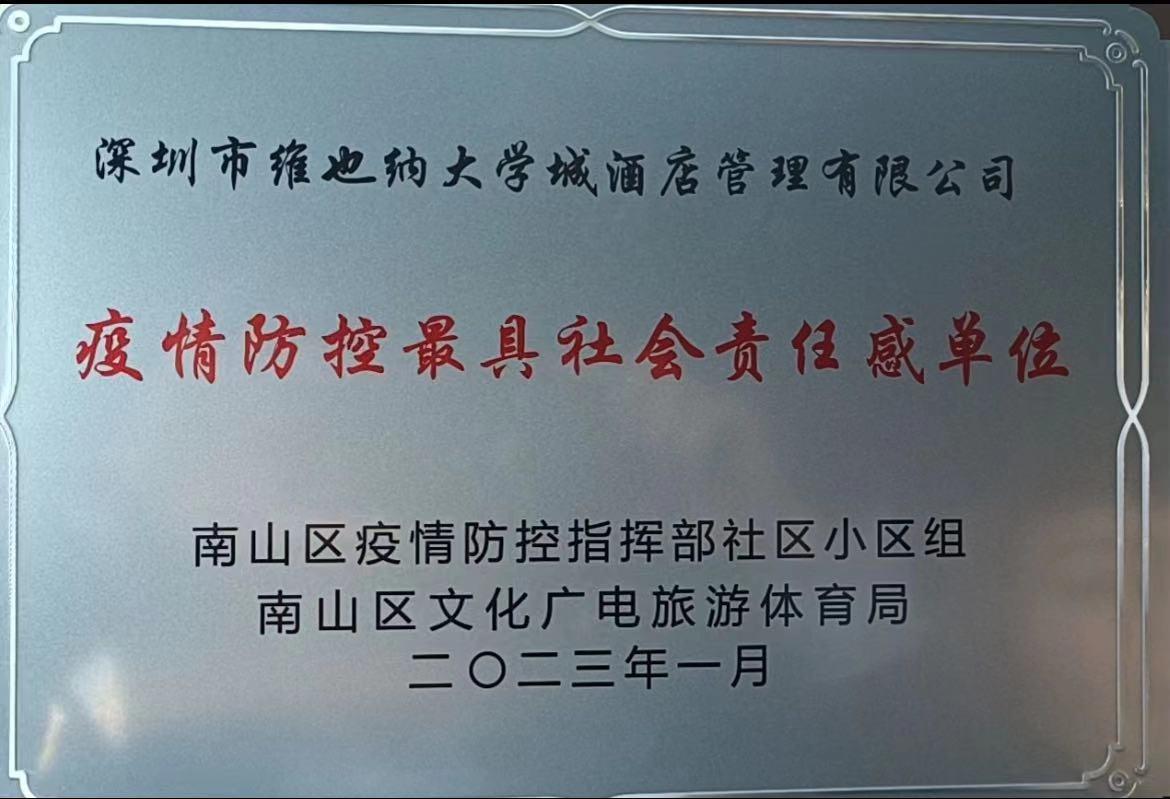 深圳市维也纳大学城酒店管理有限公司
疫情防控最具社会责任感单位
南山区疫情防控指挥部社区小区组
南山区文化广电旅游体育局
二〇二三年一月